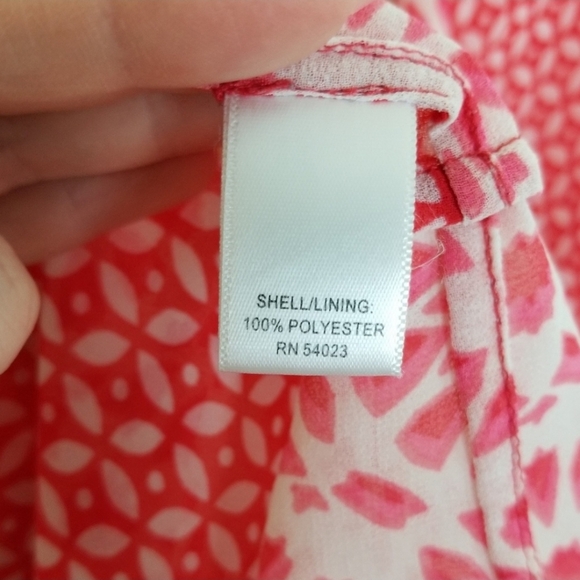 SHELL/LINING:
100% POLYESTER
RN 54023